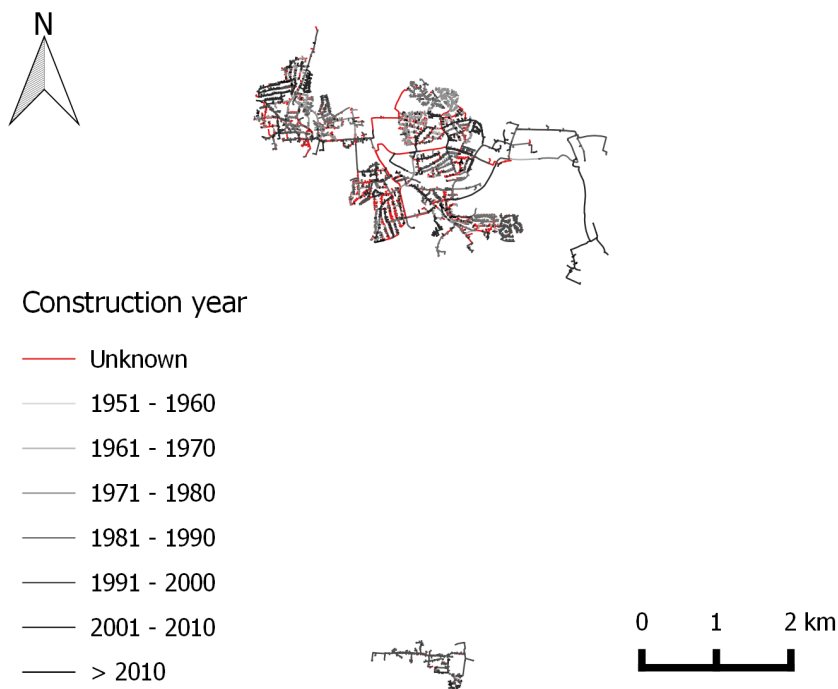 N
Construction year
Unknown
1951 - 1960
1961 - 1970
1971 - 1980
1981 - 1990
1991 - 2000
2001 - 2010
> 2010
0 1 2 km